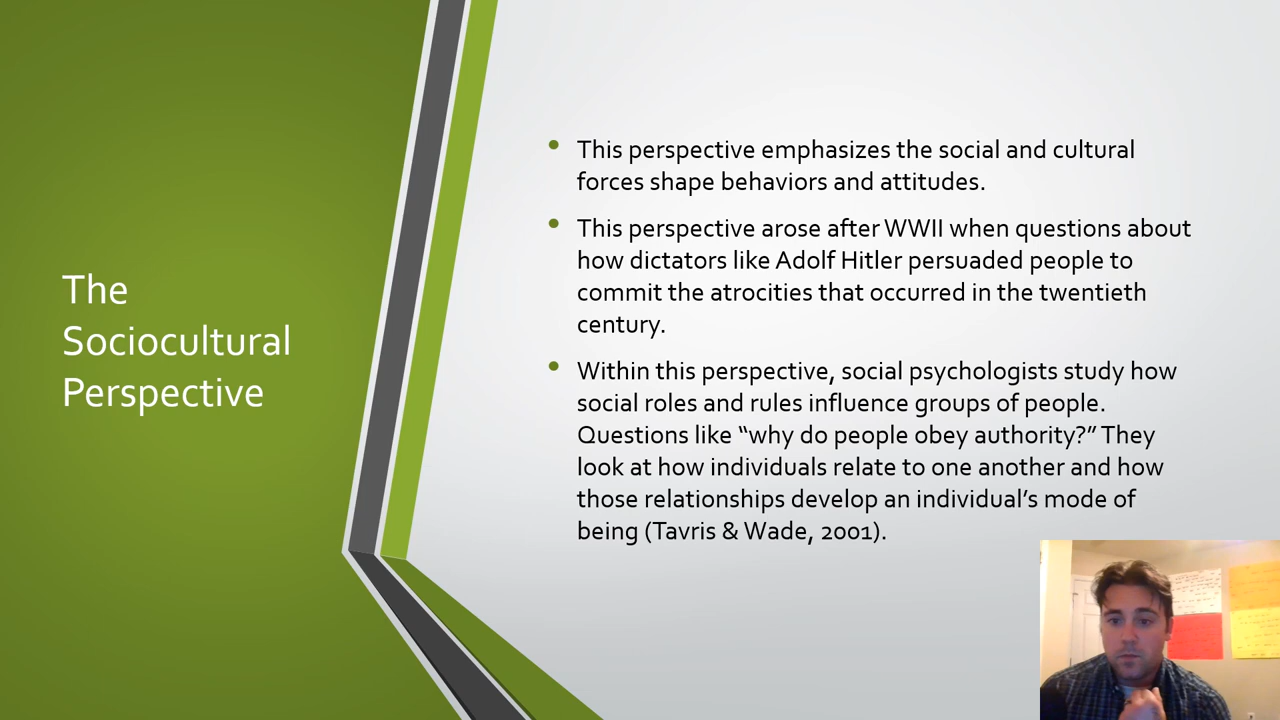 The
Sociocultural
Perspective
This perspective emphasizes the social and cultural
forces shape behaviors and attitudes.
This perspective arose after WWII when questions about
how dictators like Adolf Hitler persuaded people to
commit the atrocities that occurred in the twentieth
century.
Within this perspective, social psychologists study how
social roles and rules influence groups of people.
Questions like “why do people obey authority?” They
look at how individuals relate to one another and how
those relationships develop an individual’s mode of
being (Tavris & Wade, 2001).